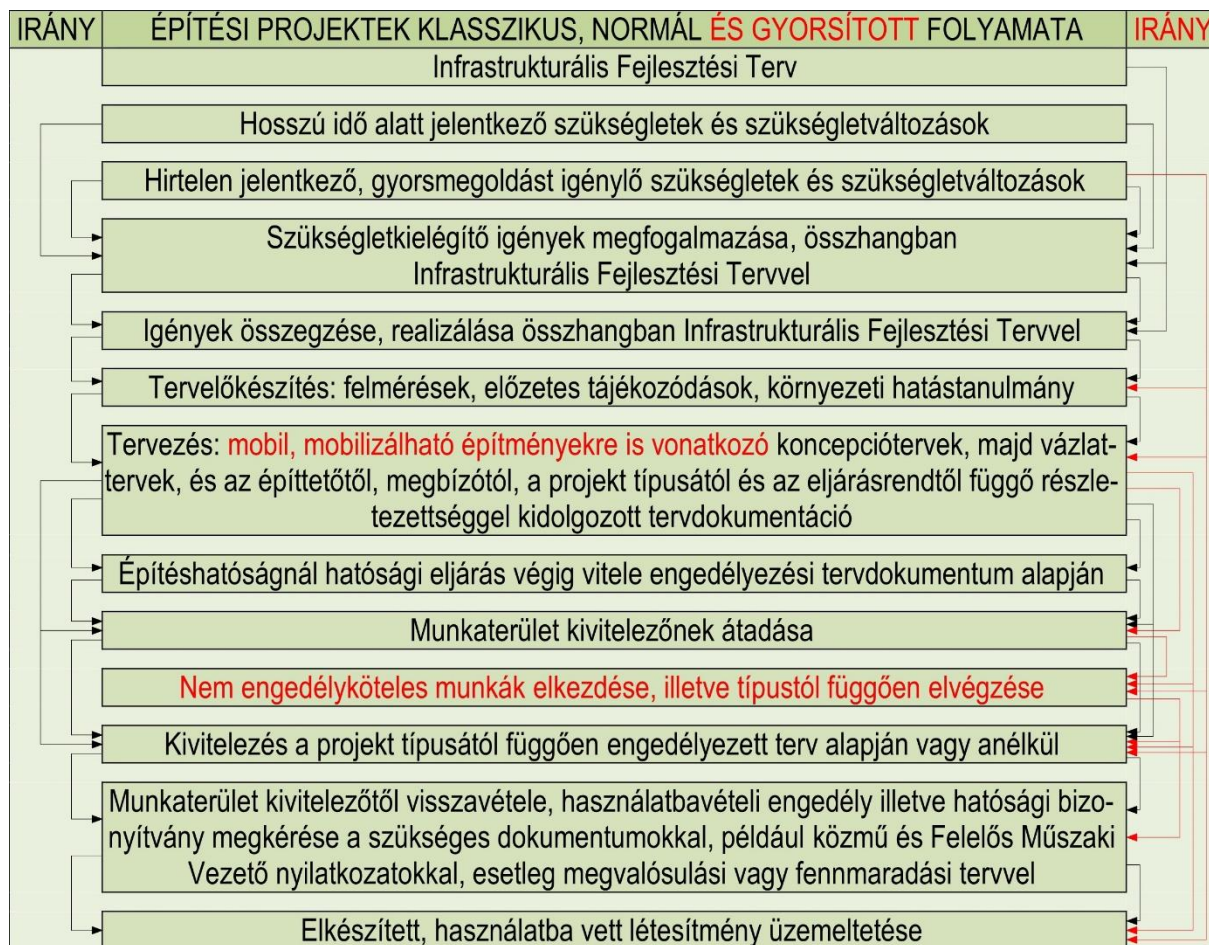 IRÁNY ÉPÍTÉSI PROJEKTEK KLASSZIKUS, NORMÁL ÉS GYORSÍTOTT FOLYAMATA IRÁNY
Infrastrukturális Fejlesztési Terv
Hosszú idő alatt jelentkező szükségletek és szükségletváltozások
Hirtelen jelentkező, gyorsmegoldást igénylő szükségletek és szükségletváltozások
Szükségletkielégítő igények megfogalmazása, összhangban
Infrastrukturális Fejlesztési Tervvel
Igények összegzése, realizálása összhangban Infrastrukturális Fejlesztési Tervvel
Tervelőkészítés: felmérések, előzetes tájékozódások, környezeti hatástanulmány
Tervezés: mobil, mobilizálható építményekre is vonatkozó koncepciótervek, majd vázlat-
tervek, és az építtetőtől, megbízótól, a projekt típusától és az eljárásrendtől függő részle-
tezettséggel kidolgozott tervdokumentáció
Építéshatóságnál hatósági eljárás végig vitele engedélyezési tervdokumentum alapján
Munkaterület kivitelezőnek átadása
Nem engedélyköteles munkák elkezdése, illetve típustól függően elvégzése
Kivitelezés a projekt típusától függően engedélyezett terv alapján vagy anélkül
Munkaterület kivitelezőtől visszavétele, használatbavételi engedély illetve hatósági bizo-
nyítvány megkérése a szükséges dokumentumokkal, például közmű és Felelős Műszaki
Vezető nyilatkozatokkal, esetleg megvalósulási vagy fennmaradási tervvel
Elkészített, használatba vett létesítmény üzemeltetése